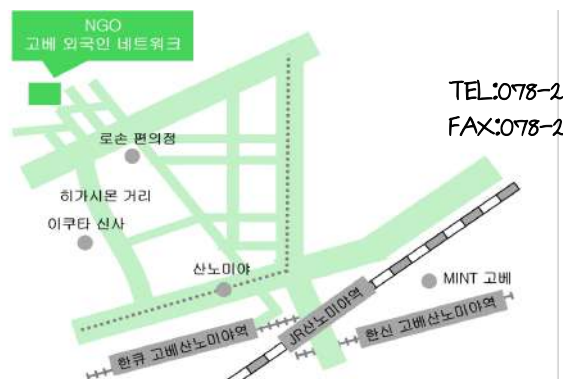 NGO
고베 외국인 네트워크
TEL:078-2
FAX:078-2
로손 편의점
히가시몬 거리
이쿠타 신사
산노미야
MINT 고베
JR산노미야역
한큐 고베산노미야역
한신 고베산노미야역